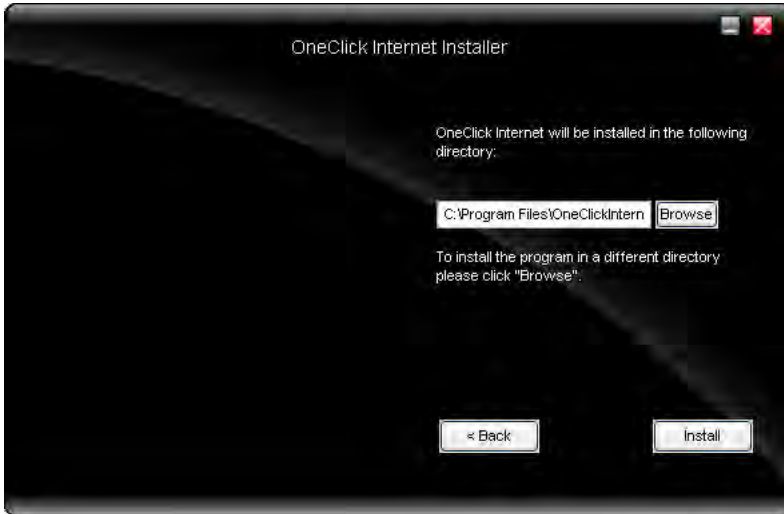 OneClick Internet Installer
OneClick Internet will be installed in the following
directory:
C:\Program Files\OneClickIntern
Browse
To install the program in a different directory
please click "Browse".
< Back
Install